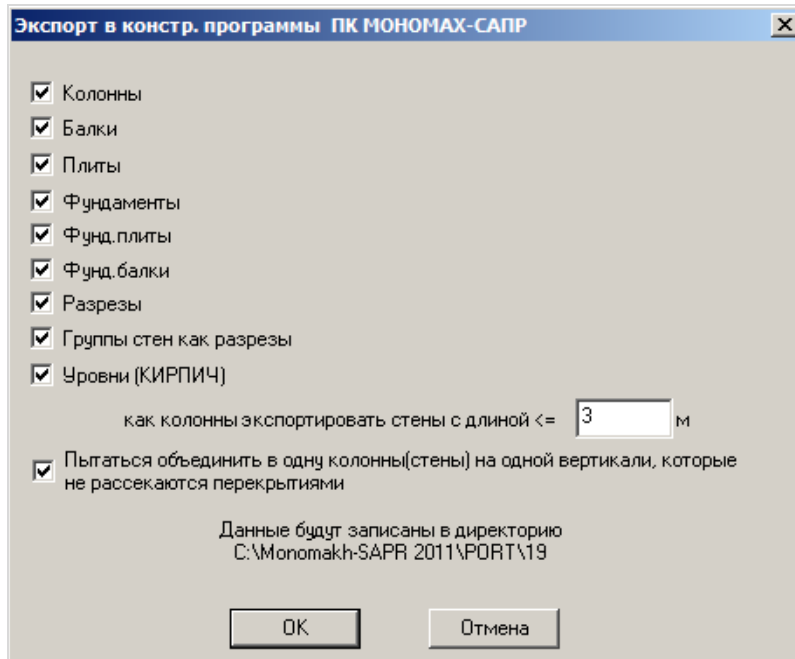 Экспорт в констр. программы ПК МОНОМАХ-САПР
Колонны
Балки
Плиты
Фундаменты
Фунд.плиты
Фунд.балки
Разрезы
Группы стен как разрезы
Уровни (КИРПИЧ)
как колонны экспортировать стены с длиной <= 3 м
Пытаться объединить в одну колонны(стены) на одной вертикали, которые
не рассекаются перекрытиями
Данные будут записаны в директорию
C:\Monomakh-SAPR 2011\PORT\19
OK Отмена